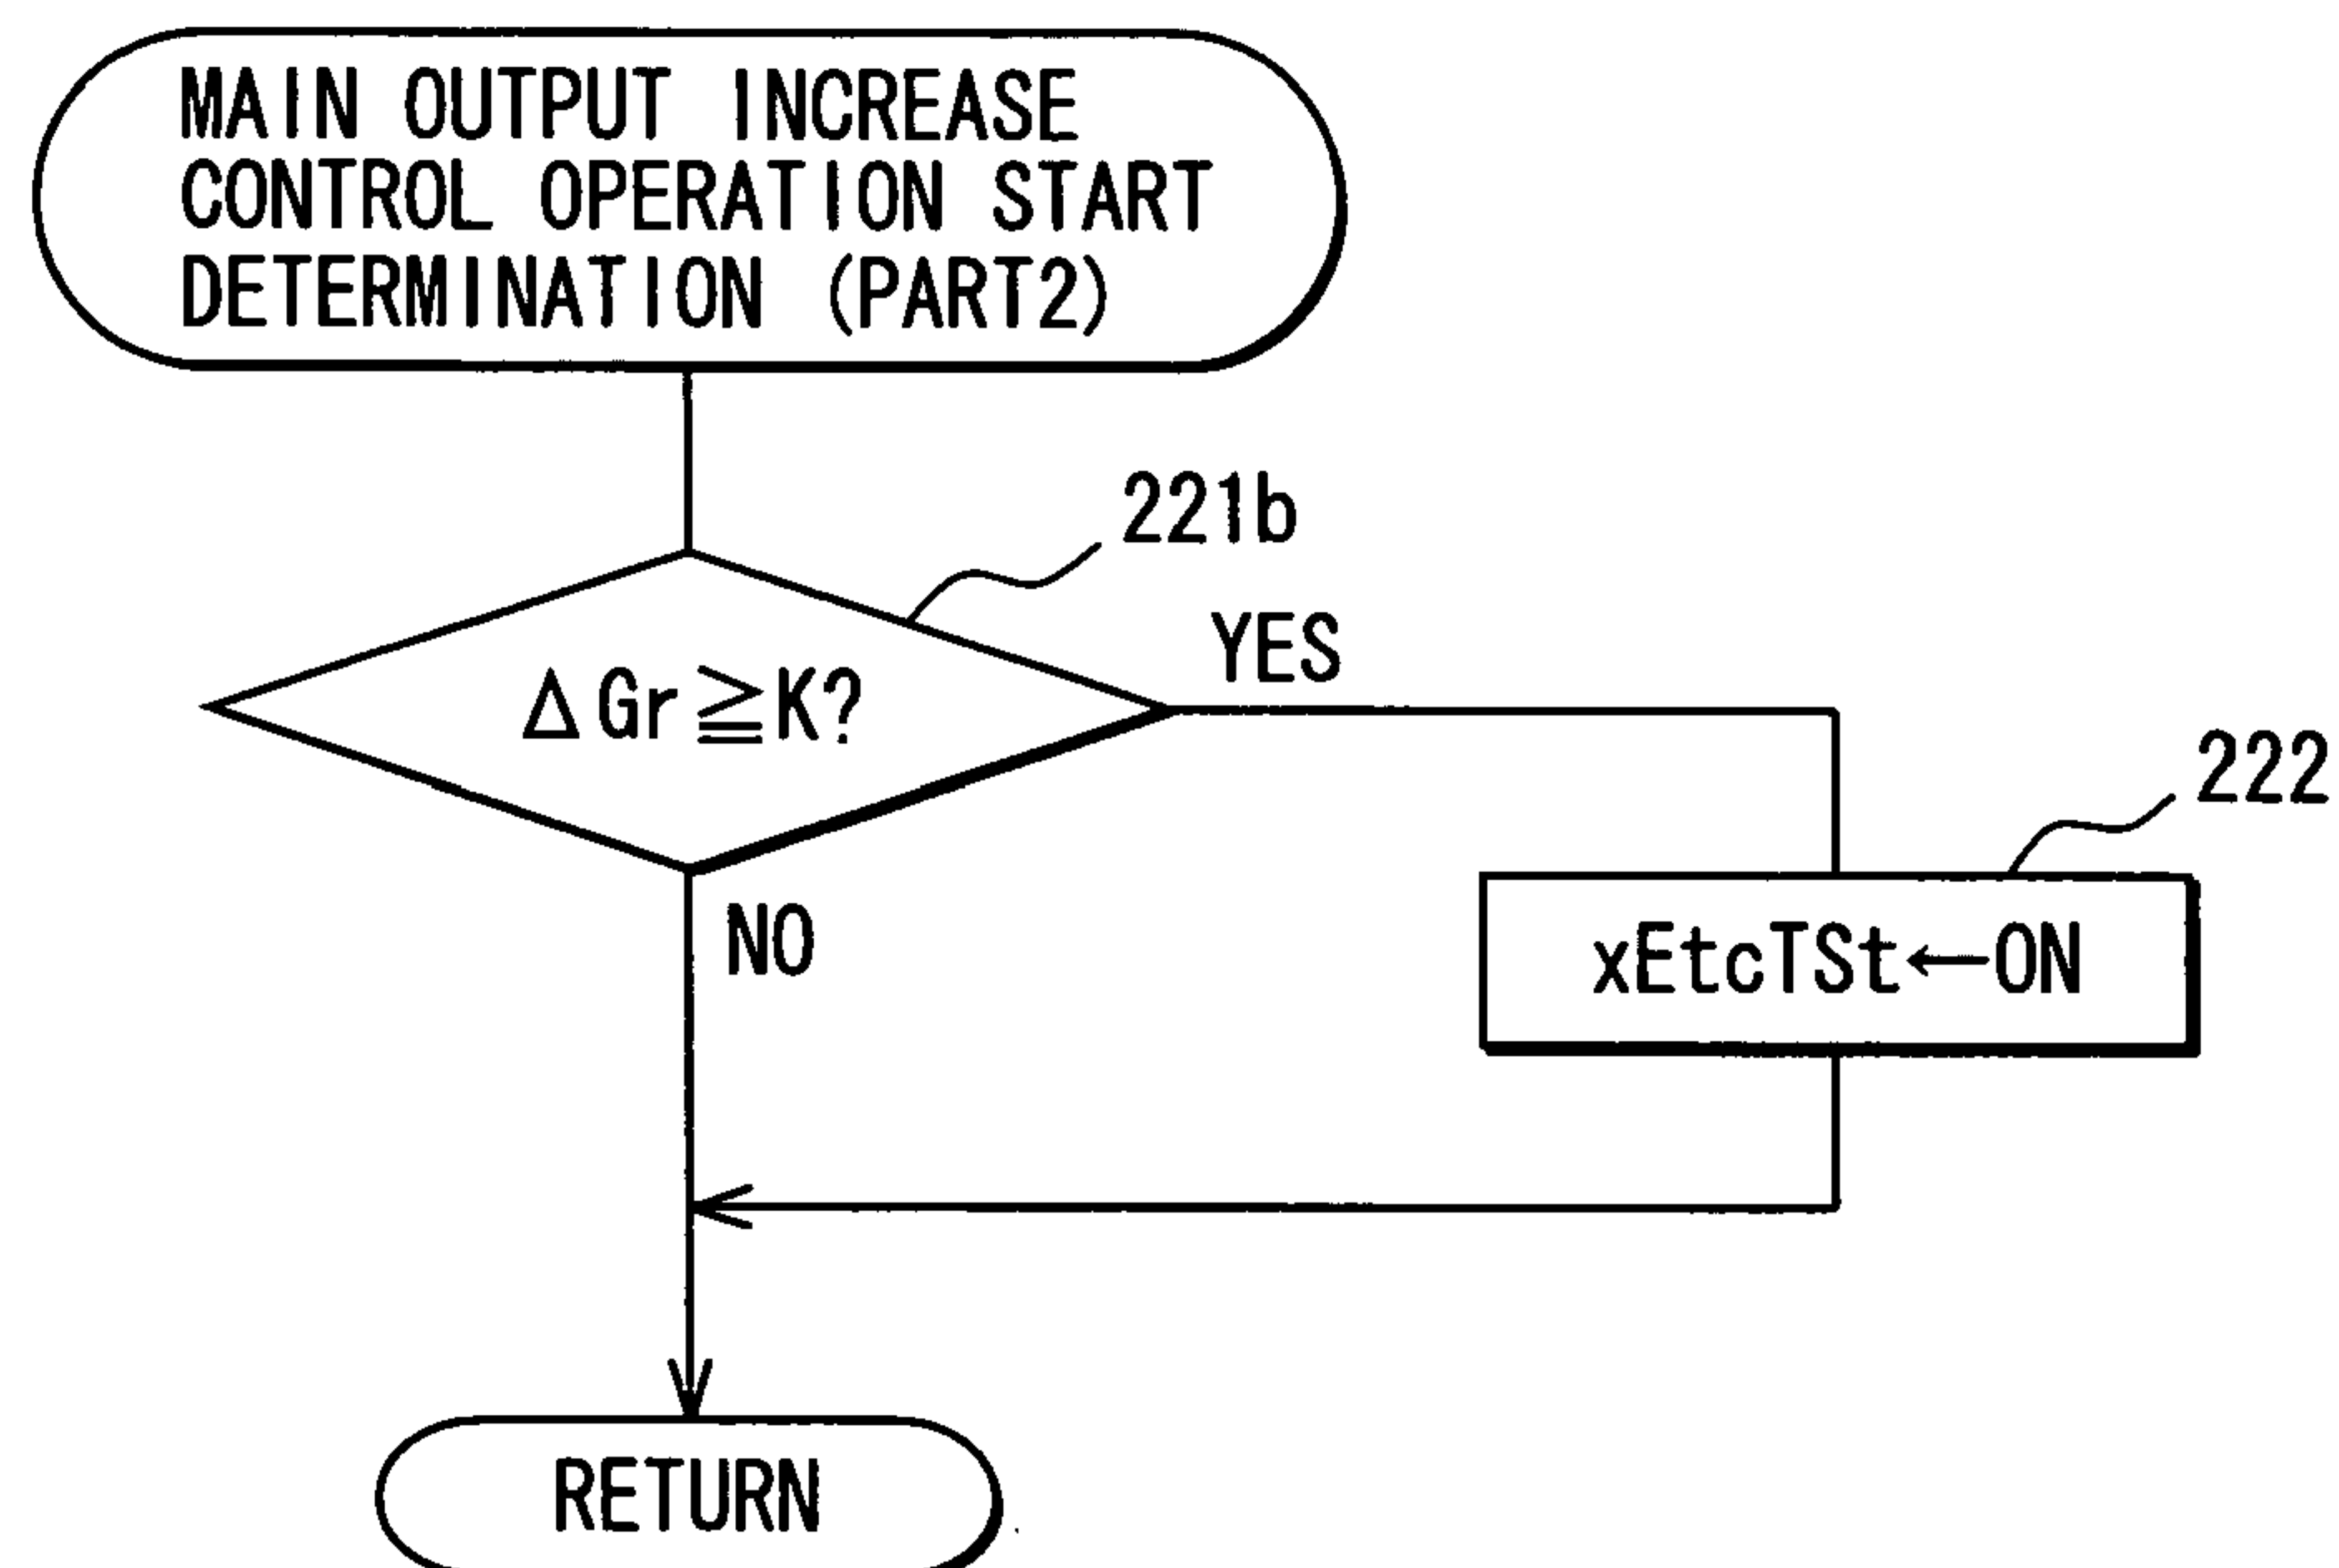 MAIN OUTPUT INCREASE
CONTROL OPERATION START
DETERMINATION (PART2)
221b
YES
ΔGr≧K?
222
NO
xEtcTSt←ON
RETURN